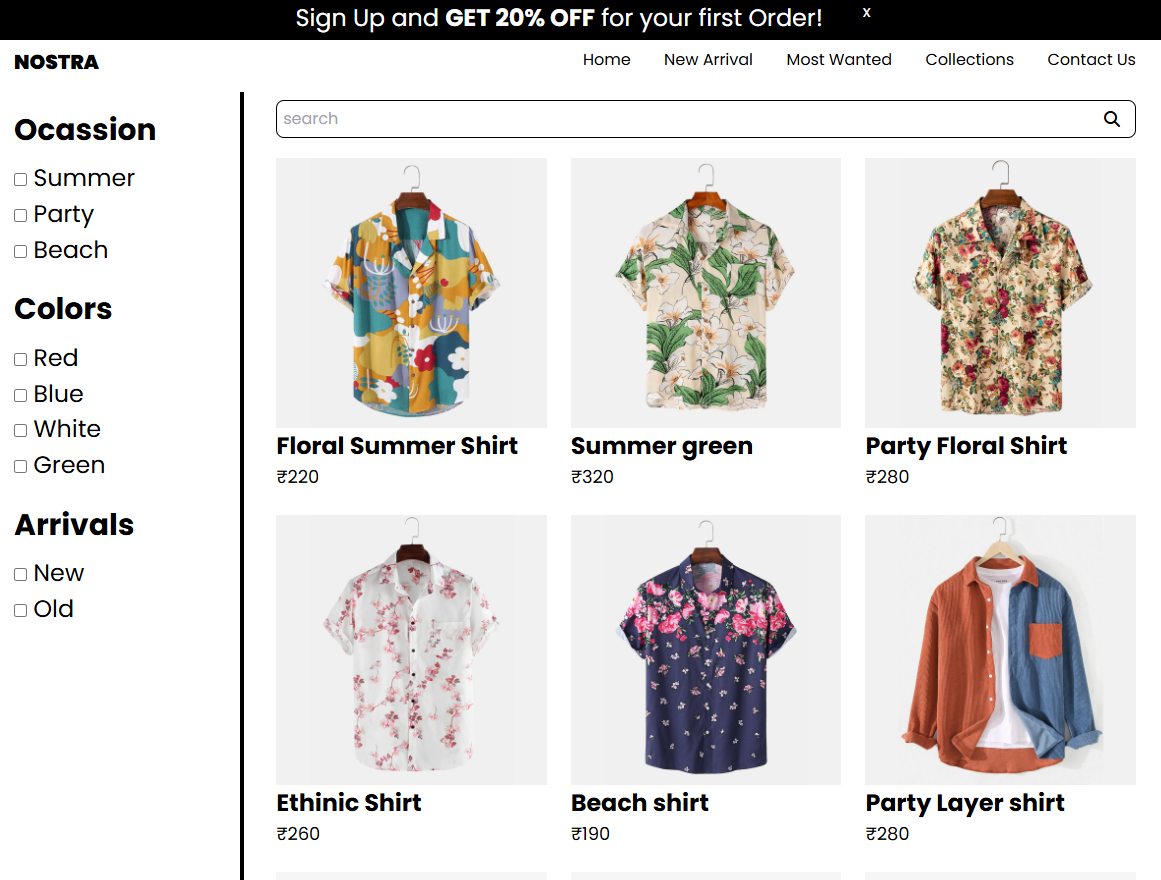 Sign Up and GET 20% OFF for your first Order!
x
NOSTRA
Home
New Arrival
Most Wanted
Collections
Contact Us
Ocassion
Summer
Party
Beach
Colors
Red
Blue
White
Green
Arrivals
New
Old
search
Floral Summer Shirt
₹220
Summer green
₹320
Party Floral Shirt
₹280
Ethinic Shirt
₹260
Beach shirt
₹190
Party Layer shirt
₹280